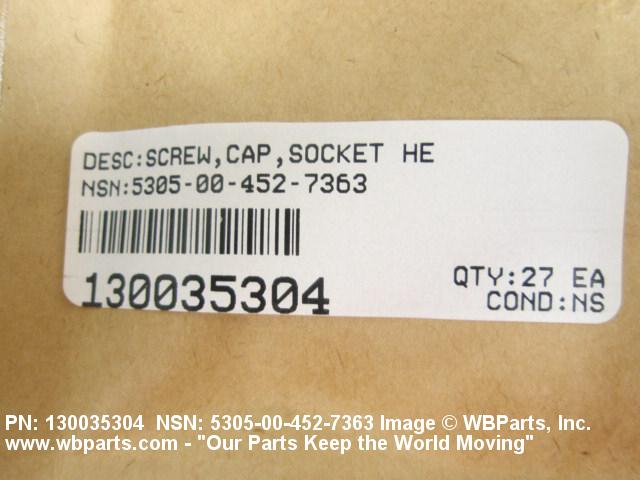 DESC:SCREW,CAP,SOCKET HE
NSN:5305-00-452-7363
130035304
QTY:27 EA
COND:NS
PN: 130035304 NSN: 5305-00-452-7363 Image © WBParts, Inc.
www.wbparts.com - "Our Parts Keep the World Moving"